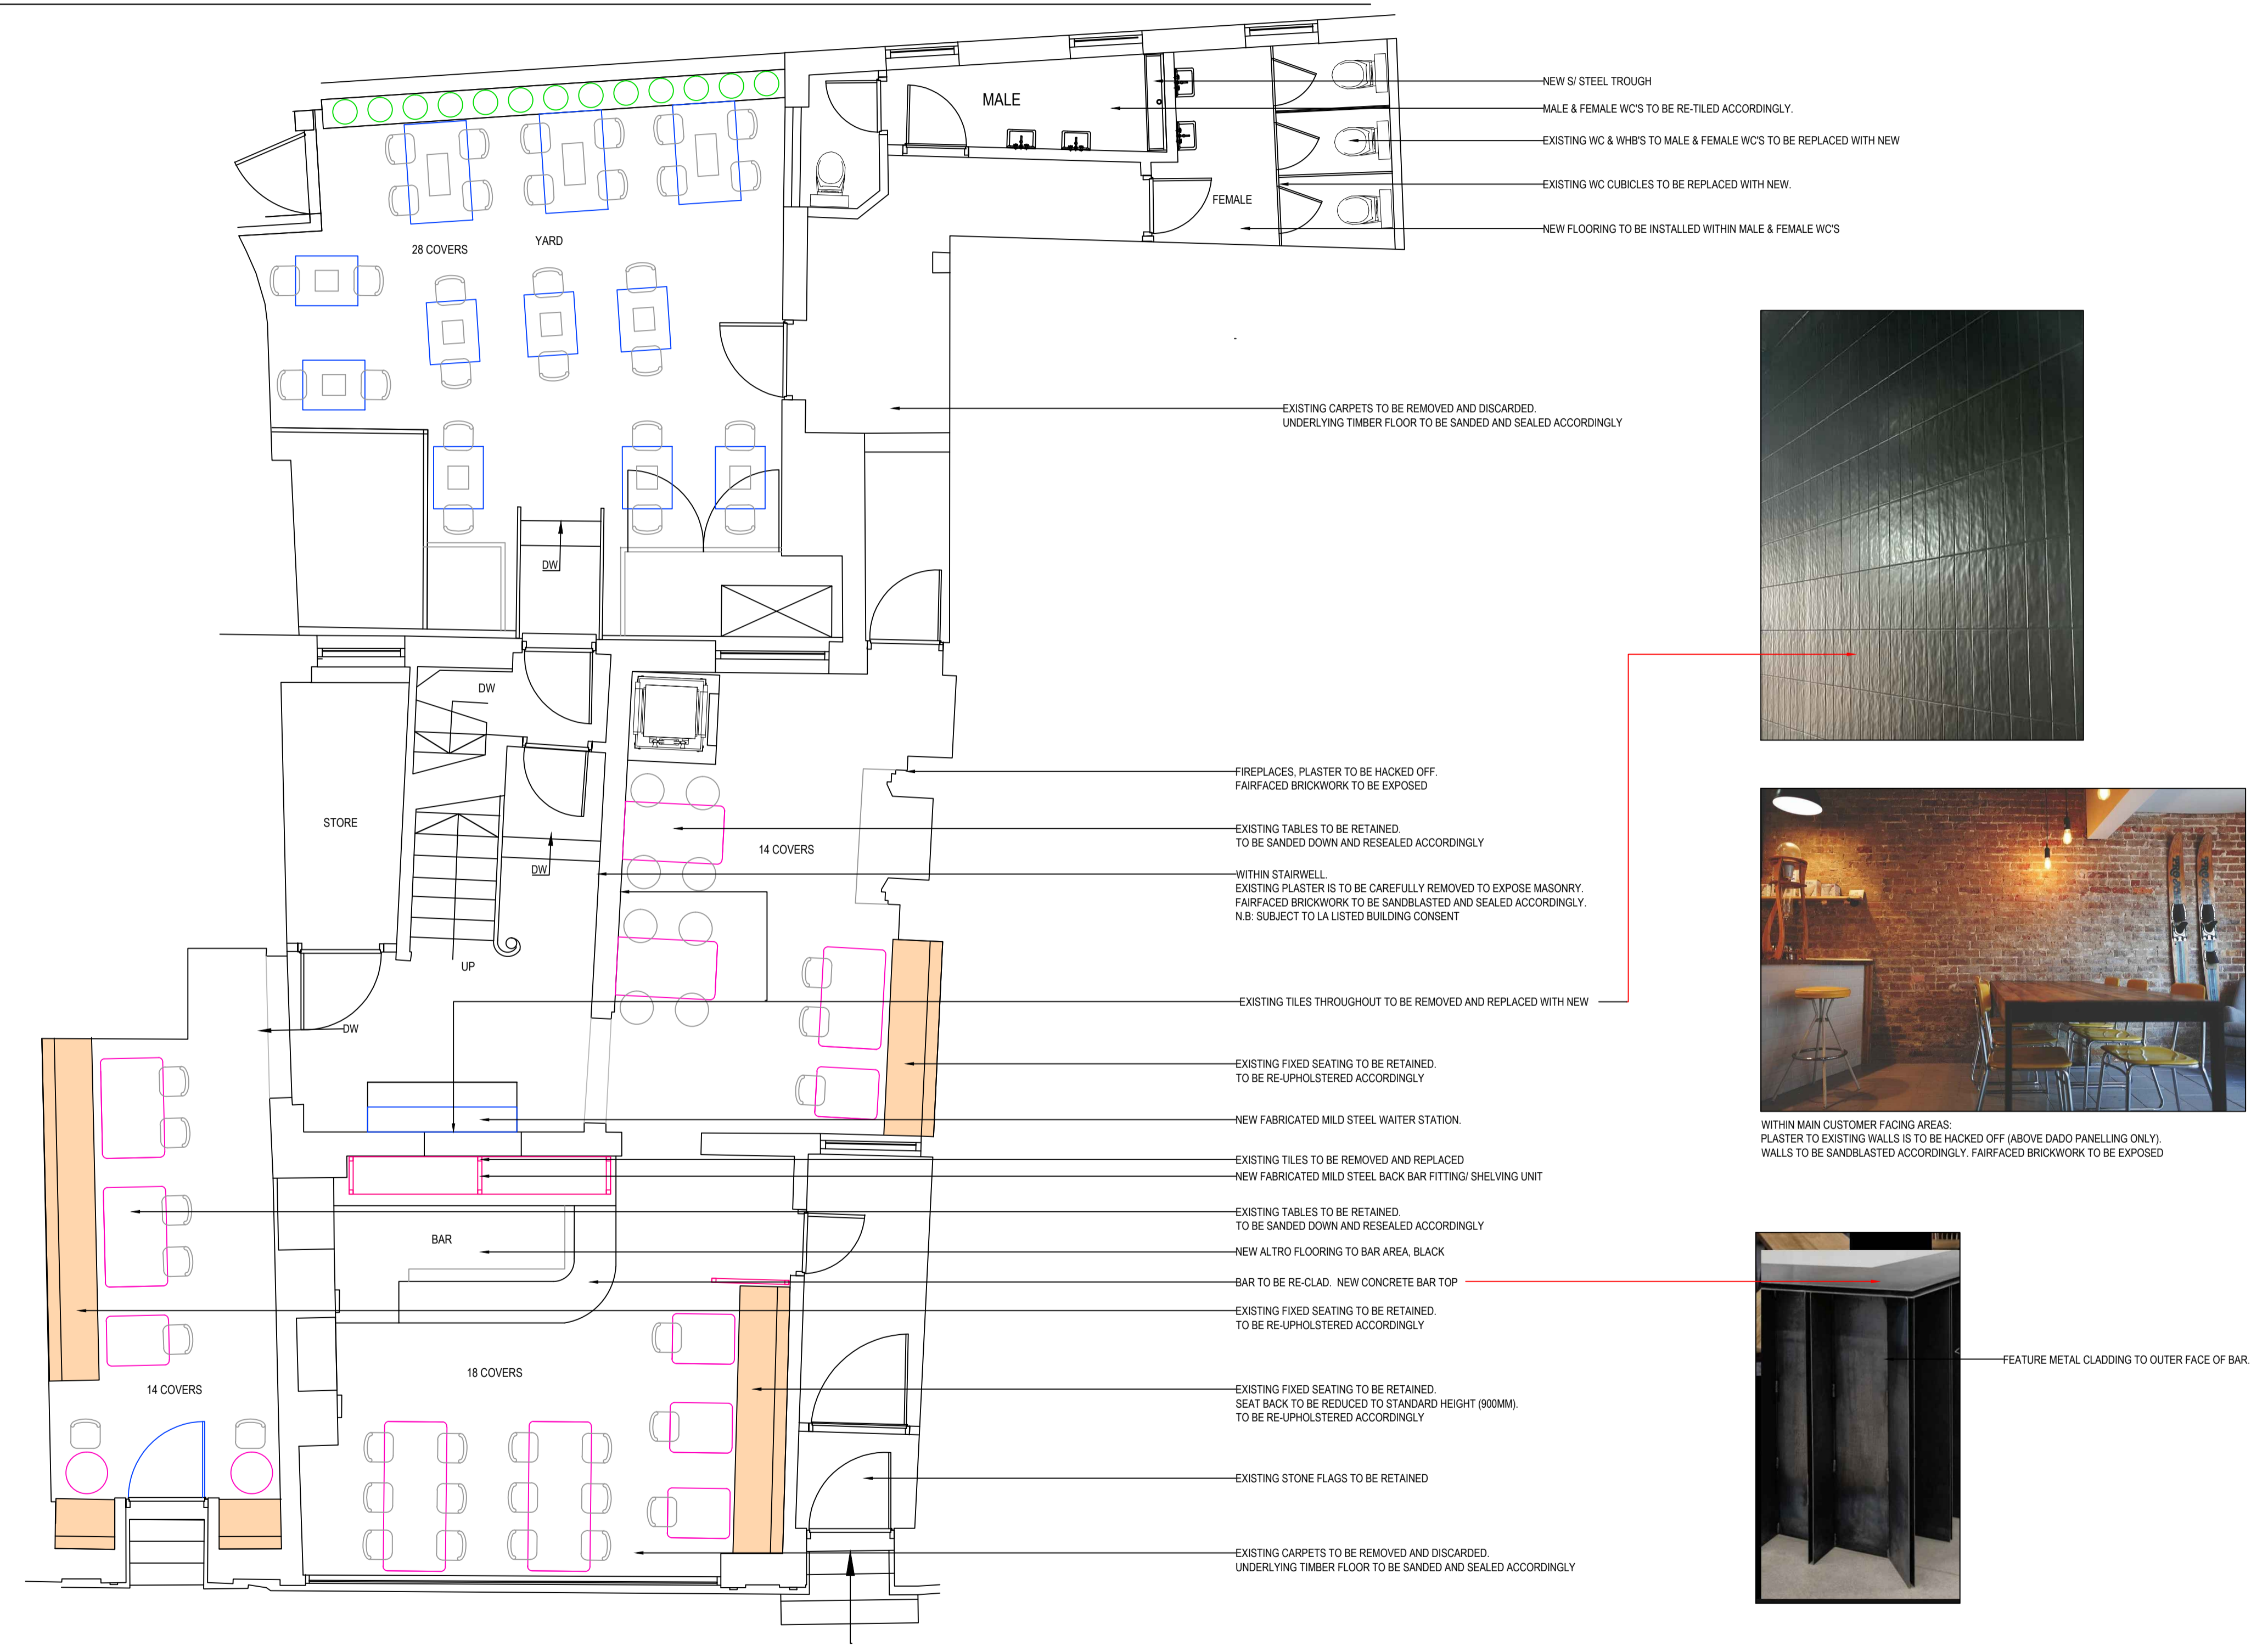 MALE
FEMALE
28 COVERS
YARD
DW
DW
STORE
DW
14 COVERS
UP
DW
BAR
14 COVERS
18 COVERS
NEW S/ STEEL TROUGH
MALE & FEMALE WC'S TO BE RE-TILED ACCORDINGLY.
EXISTING WC & WHB'S TO MALE & FEMALE WC'S TO BE REPLACED WITH NEW
EXISTING WC CUBICLES TO BE REPLACED WITH NEW.
NEW FLOORING TO BE INSTALLED WITHIN MALE & FEMALE WC'S
EXISTING CARPETS TO BE REMOVED AND DISCARDED.
UNDERLYING TIMBER FLOOR TO BE SANDED AND SEALED ACCORDINGLY
FIREPLACES, PLASTER TO BE HACKED OFF.
FAIRFACED BRICKWORK TO BE EXPOSED
EXISTING TABLES TO BE RETAINED.
TO BE SANDED DOWN AND RESEALED ACCORDINGLY
WITHIN STAIRWELL.
EXISTING PLASTER IS TO BE CAREFULLY REMOVED TO EXPOSE MASONRY.
FAIRFACED BRICKWORK TO BE SANDBLASTED AND SEALED ACCORDINGLY.
N.B: SUBJECT TO LA LISTED BUILDING CONSENT
EXISTING TILES THROUGHOUT TO BE REMOVED AND REPLACED WITH NEW
EXISTING FIXED SEATING TO BE RETAINED.
TO BE RE-UPHOLSTERED ACCORDINGLY
NEW FABRICATED MILD STEEL WAITER STATION.
EXISTING TILES TO BE REMOVED AND REPLACED
NEW FABRICATED MILD STEEL BACK BAR FITTING/ SHELVING UNIT
EXISTING TABLES TO BE RETAINED.
TO BE SANDED DOWN AND RESEALED ACCORDINGLY
NEW ALTRO FLOORING TO BAR AREA, BLACK
BAR TO BE RE-CLAD. NEW CONCRETE BAR TOP
EXISTING FIXED SEATING TO BE RETAINED.
TO BE RE-UPHOLSTERED ACCORDINGLY
EXISTING FIXED SEATING TO BE RETAINED.
SEAT BACK TO BE REDUCED TO STANDARD HEIGHT (900MM).
TO BE RE-UPHOLSTERED ACCORDINGLY
EXISTING STONE FLAGS TO BE RETAINED
EXISTING CARPETS TO BE REMOVED AND DISCARDED.
UNDERLYING TIMBER FLOOR TO BE SANDED AND SEALED ACCORDINGLY
WITHIN MAIN CUSTOMER FACING AREAS:
PLASTER TO EXISTING WALLS IS TO BE HACKED OFF (ABOVE DADO PANELLING ONLY).
WALLS TO BE SANDBLASTED ACCORDINGLY. FAIRFACED BRICKWORK TO BE EXPOSED
FEATURE METAL CLADDING TO OUTER FACE OF BAR.